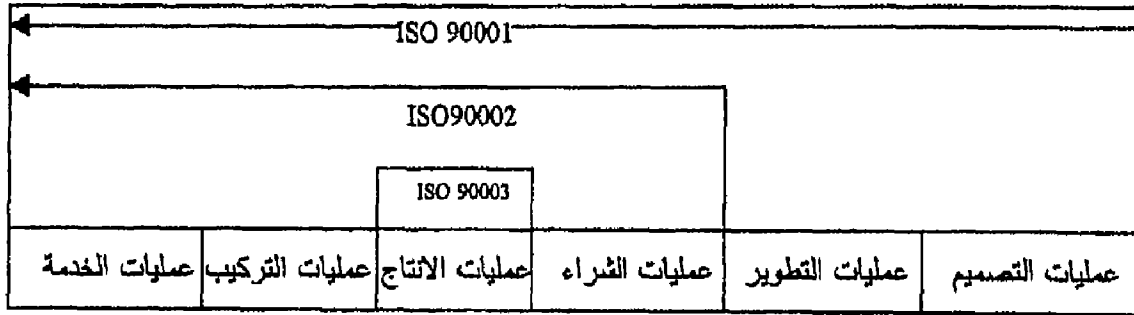 ISO 90001
ISO90002
ISO 90003
عمليات التصميم
عمليات التطوير
عمليات الشراء
عمليات الانتاج
عمليات التركيب
عمليات الخدمة